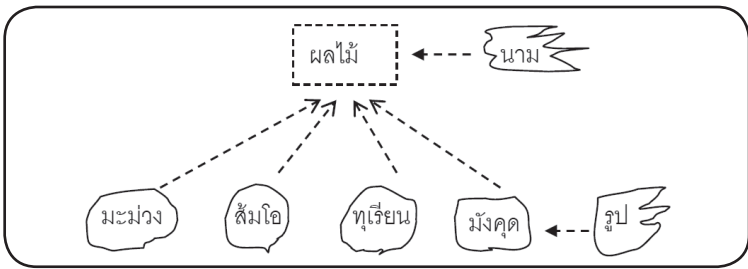 ผลไม้ นาม
มะม่วง ส้มโอ ทุเรียน มังคุด รูป